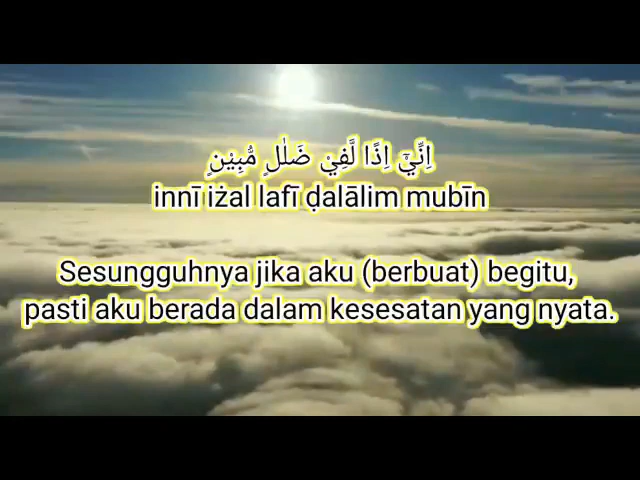 اِنِّيْٓ اِذًا لَّفِيْ ضَلٰلٍ مُّبِيْنٍ
innī iżal lafī ḍalālim mubīn
Sesungguhnya jika aku (berbuat) begitu,
pasti aku berada dalam kesesatan yang nyata.